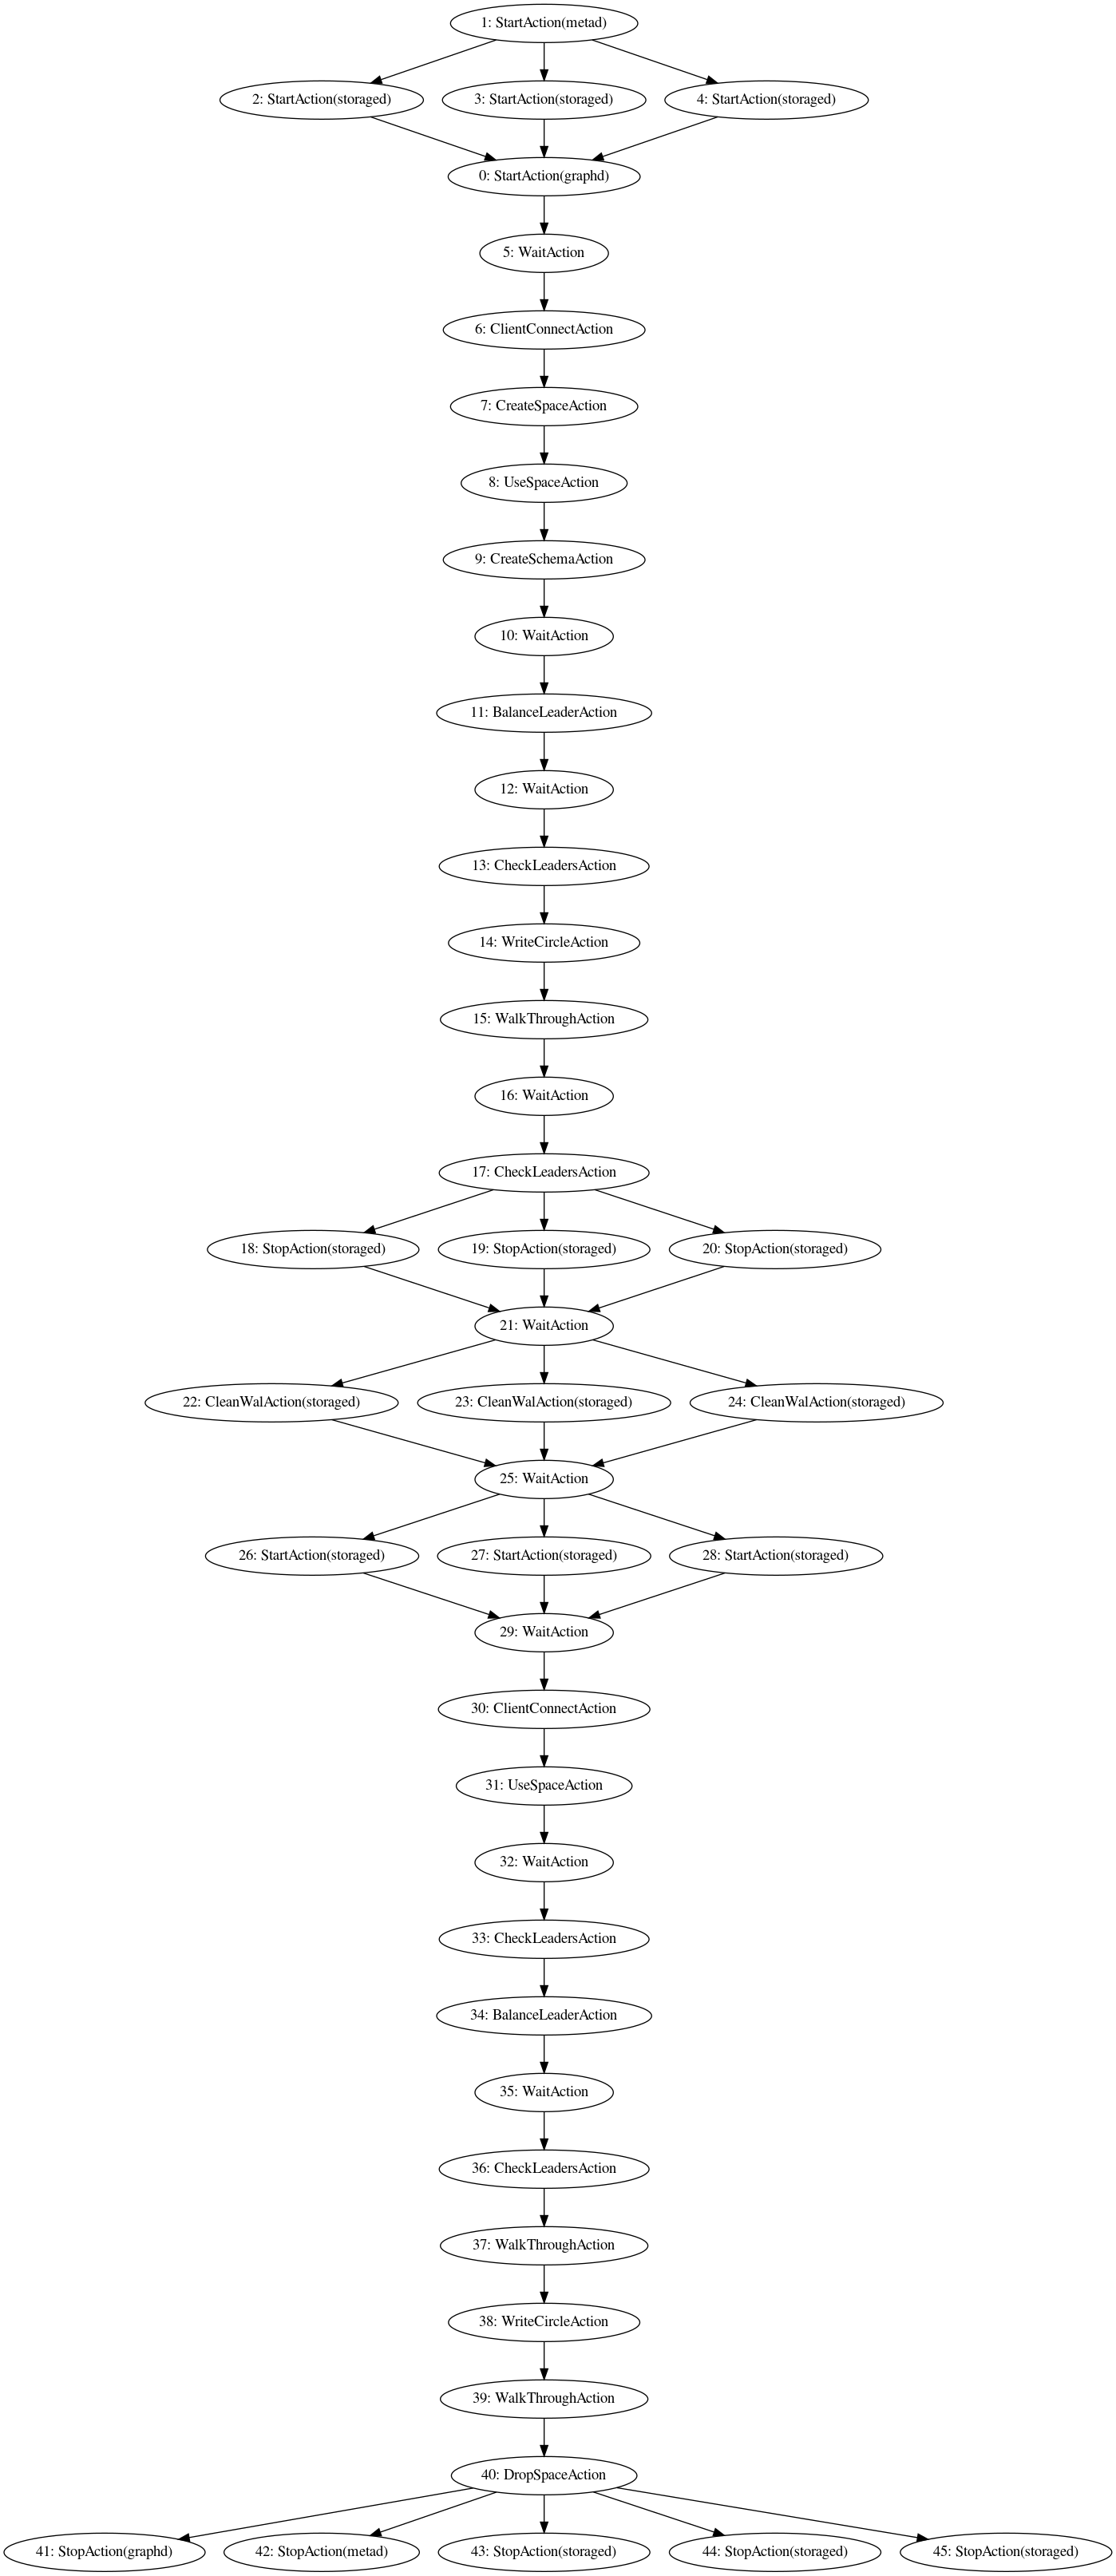 1: StartAction(metad)
2: StartAction(storaged)
3: StartAction(storaged)
4: StartAction(storaged)
0: StartAction(graphd)
5: WaitAction
6: ClientConnectAction
7: CreateSpaceAction
8: UseSpaceAction
9: CreateSchemaAction
10: WaitAction
11: BalanceLeaderAction
12: WaitAction
13: CheckLeadersAction
14: WriteCircleAction
15: WalkThroughAction
16: WaitAction
17: CheckLeadersAction
18: StopAction(storaged)
19: StopAction(storaged)
20: StopAction(storaged)
21: WaitAction
22: CleanWalAction(storaged)
23: CleanWalAction(storaged)
24: CleanWalAction(storaged)
25: WaitAction
26: StartAction(storaged)
27: StartAction(storaged)
28: StartAction(storaged)
29: WaitAction
30: ClientConnectAction
31: UseSpaceAction
32: WaitAction
33: CheckLeadersAction
34: BalanceLeaderAction
35: WaitAction
36: CheckLeadersAction
37: WalkThroughAction
38: WriteCircleAction
39: WalkThroughAction
40: DropSpaceAction
41: StopAction(graphd)
42: StopAction(metad)
43: StopAction(storaged)
44: StopAction(storaged)
45: StopAction(storaged)